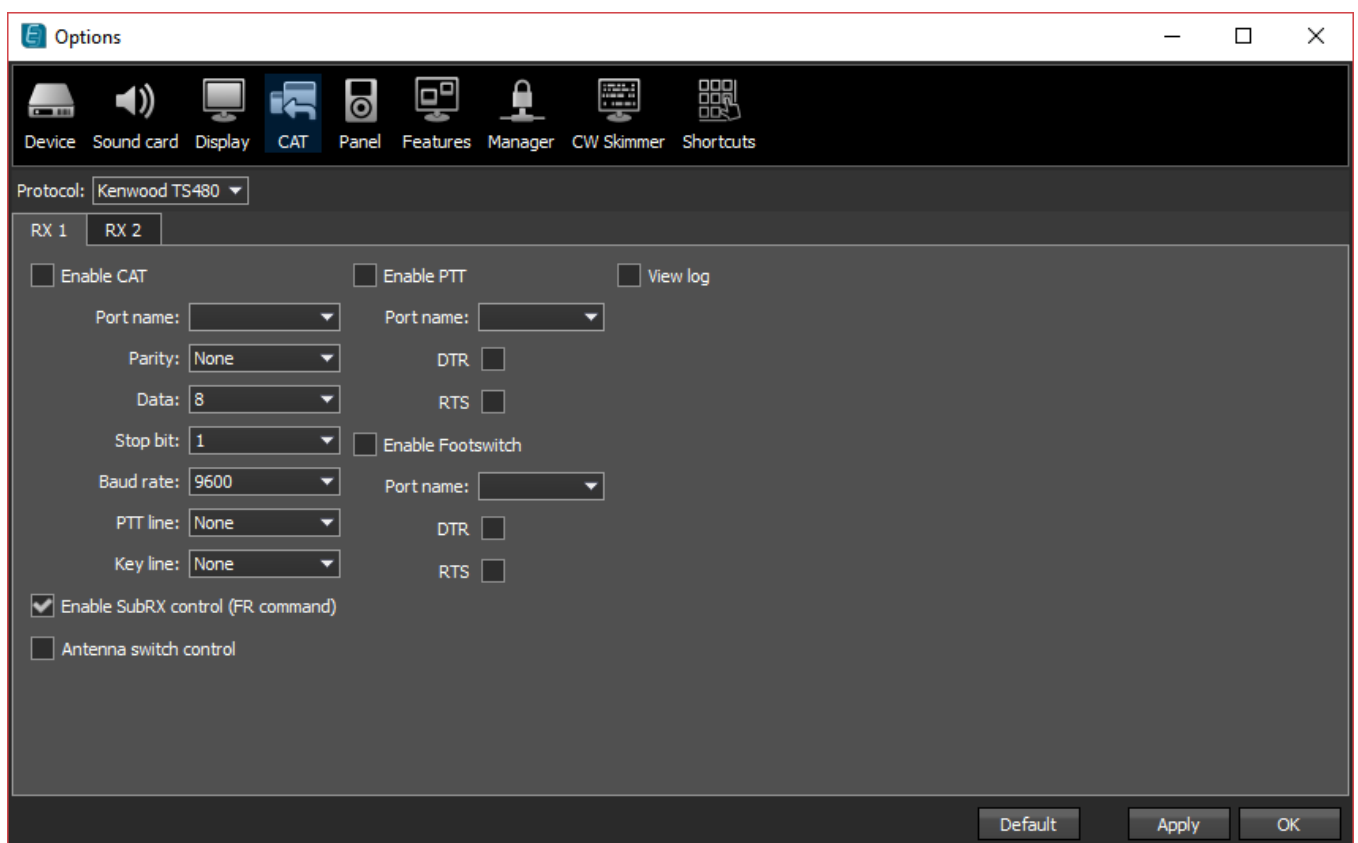 Options
Device Sound card Display CAT Panel Features Manager CW Skimmer Shortcuts
Protocol: Kenwood TS480
RX 1 RX 2
Enable CAT Enable PTT View log
Port name: Port name:
Parity: None DTR
Data: 8 RTS
Stop bit: 1 Enable Footswitch
Baud rate: 9600 Port name:
PTT line: None DTR
Key line: None RTS
Enable SubRX control (FR command)
Antenna switch control
Default Apply OK